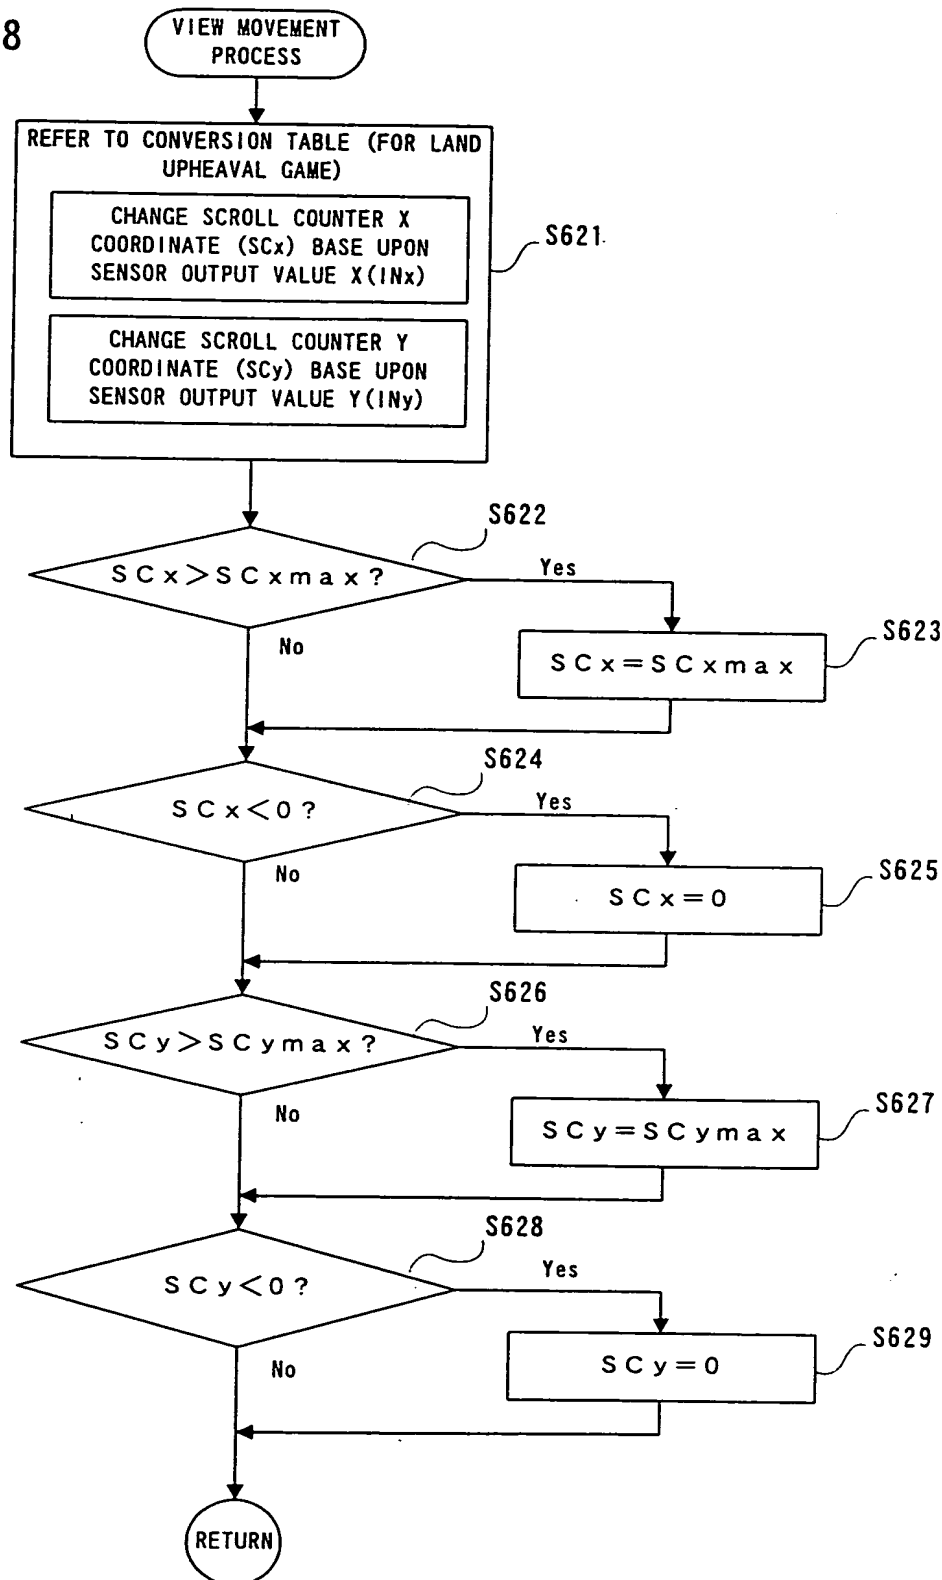 8
VIEW MOVEMENT
PROCESS
REFER TO CONVERSION TABLE (FOR LAND
UPHEAVAL GAME)
CHANGE SCROLL COUNTER X
COORDINATE (SCx) BASE UPON
SENSOR OUTPUT VALUE X(INx)
S621
CHANGE SCROLL COUNTER Y
COORDINATE (SCy) BASE UPON
SENSOR OUTPUT VALUE Y(INy)
S622
SCx>SCxmax?
Yes
No
S623
SCx=SCxmax
S624
SCx<0?
Yes
No
S625
SCx=0
S626
SCy>SCymax?
Yes
No
S627
SCy=SCymax
S628
SCy<0?
Yes
No
S629
SCy=0
RETURN